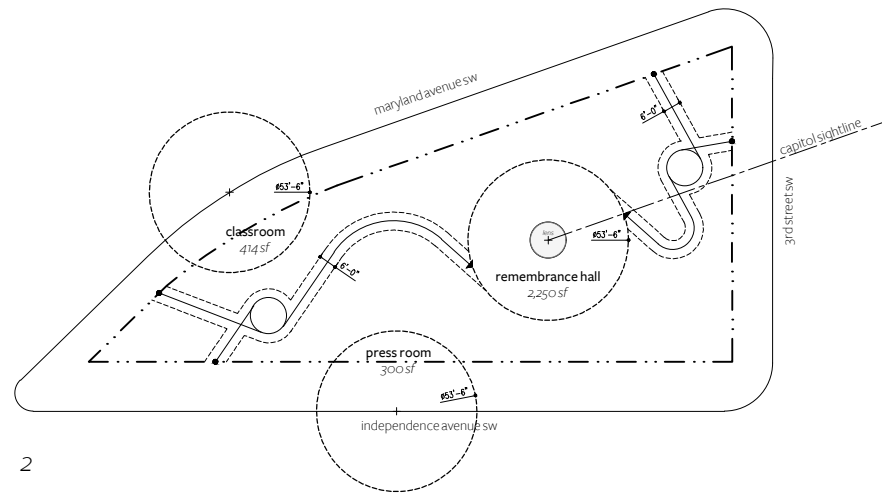 maryland avenue sw
6'-0"
capitol sightline
ø53'-6"
classroom
414 sf
3rd street sw
lens
ø53'-6"
6'-0"
remembrance hall
2,250 sf
press room
300 sf
ø53'-6"
independence avenue sw
2